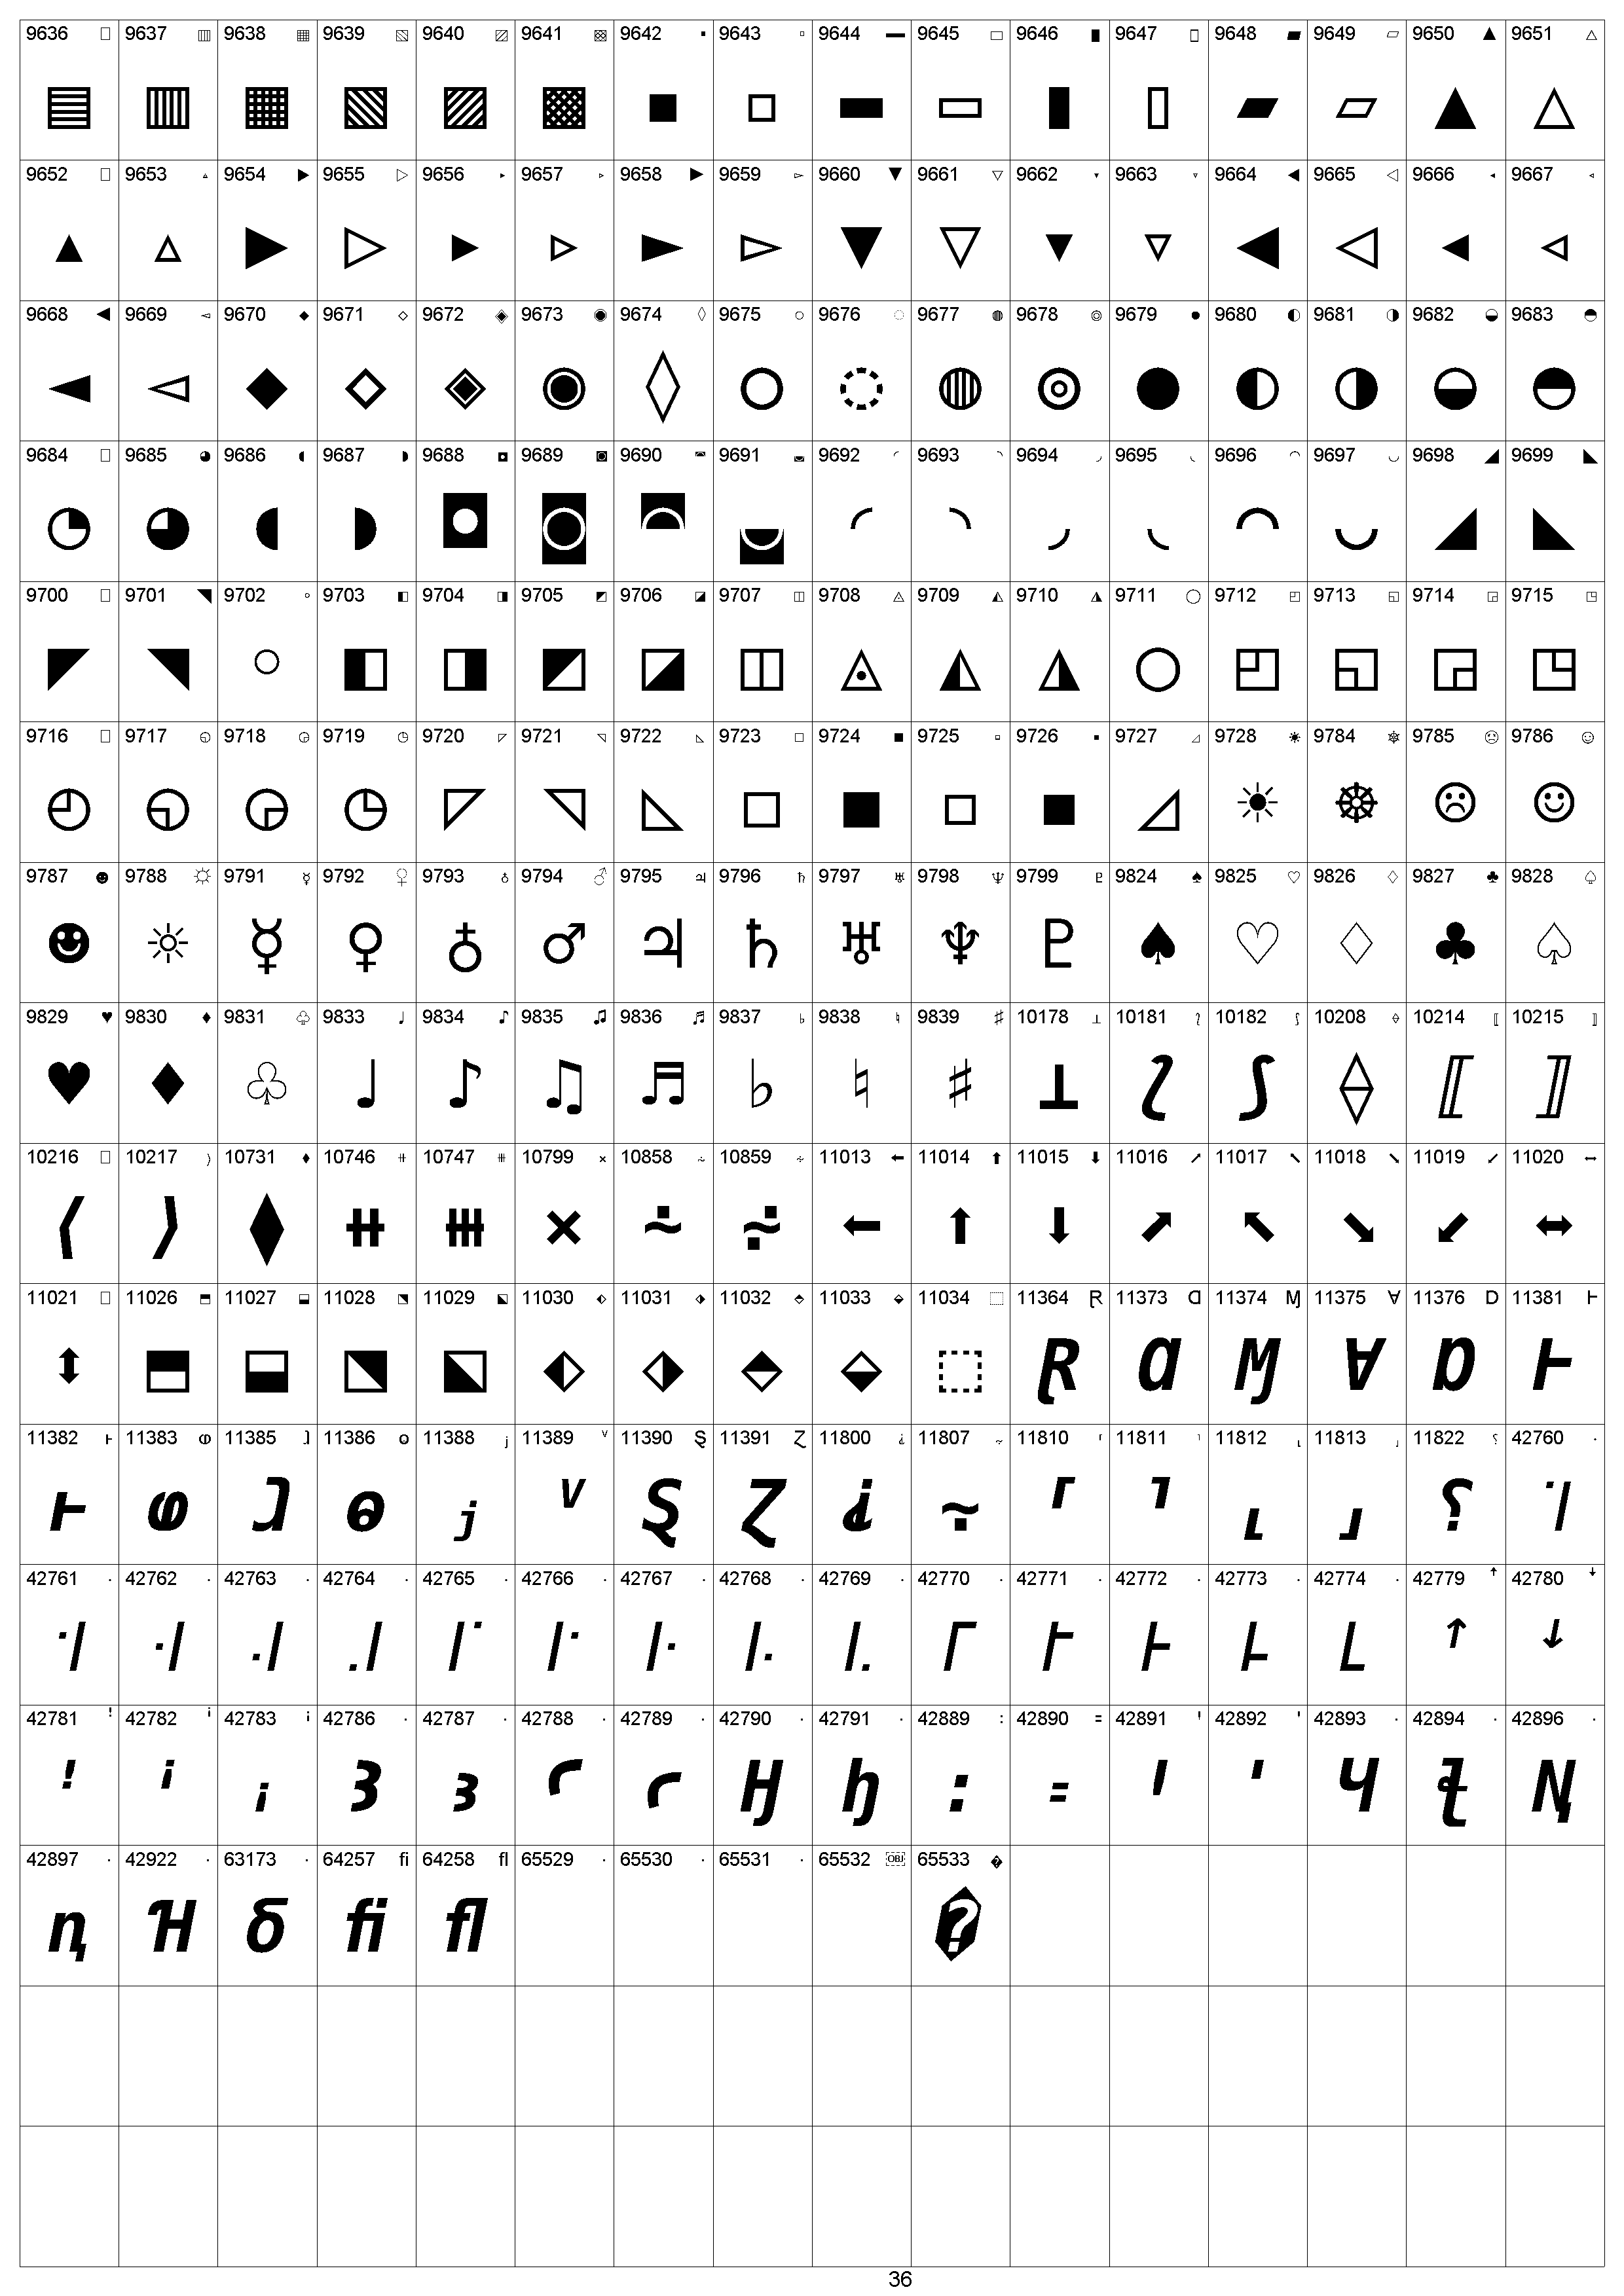 9636 9637 ▥ 9638 ▦ 9639 ▧ 9640 ▨ 9641 ▩ 9642 ▪ 9643 ▫ 9644 ▬ 9645 ▭ 9646 ▮ 9647 ▯ 9648 ▰ 9649 ▱ 9650 ▲ 9651 △
▤ ▥ ▦ ▧ ▨ ▩ ▪ ▫ ▬ ▭ ▮ ▯ ▰ ▱ ▲ △
9652 9653 ▵ 9654 ▶ 9655 ▷ 9656 ▸ 9657 ▹ 9658 ► 9659 ▻ 9660 ▼ 9661 ▽ 9662 ▾ 9663 ▿ 9664 ◀ 9665 ◁ 9666 ◂ 9667 ◃
▴ ▵ ▶ ▷ ▸ ▹ ► ▻ ▼ ▽ ▾ ▿ ◀ ◁ ◂ ◃
9668 ◄ 9669 ◅ 9670 ◆ 9671 ◇ 9672 ◈ 9673 ◉ 9674 ◊ 9675 ○ 9676 ◌ 9677 ◍ 9678 ◎ 9679 ● 9680 ◐ 9681 ◑ 9682 ◒ 9683 ◓
◄ ◅ ◆ ◇ ◈ ◉ ◊ ○ ◌ ◍ ◎ ● ◐ ◑ ◒ ◓
9684 9685 ◕ 9686 ◖ 9687 ◗ 9688 ◘ 9689 ◙ 9690 ◚ 9691 ◛ 9692 ◜ 9693 ◝ 9694 ◞ 9695 ◟ 9696 ◠ 9697 ◡ 9698 ◢ 9699 ◣
◔ ◕ ◖ ◗ ◘ ◙ ◚ ◛ ◜ ◝ ◞ ◟ ◠ ◡ ◢ ◣
9700 9701 ◥ 9702 ◦ 9703 ◧ 9704 ◨ 9705 ◩ 9706 ◪ 9707 ◫ 9708 ◬ 9709 ◭ 9710 ◮ 9711 ◯ 9712 ◰ 9713 ◱ 9714 ◲ 9715 ◳
◤ ◥ ◦ ◧ ◨ ◩ ◪ ◫ ◬ ◭ ◮ ◯ ◰ ◱ ◲ ◳
9716 9717 ◵ 9718 ◶ 9719 ◷ 9720 ◸ 9721 ◹ 9722 ◺ 9723 ◻ 9724 ◼ 9725 ◽ 9726 ◾ 9727 ◿ 9728 ☀ 9784 ☸ 9785 ☹ 9786 ☺
◴ ◵ ◶ ◷ ◸ ◹ ◺ ◻ ◼ ◽ ◾ ◿ ☀ ☸ ☹ ☺
9787 ☻ 9788 ☼ 9791 ☿ 9792 ♀ 9793 ♁ 9794 ♂ 9795 ♃ 9796 ♄ 9797 ♅ 9798 ♆ 9799 ♇ 9824 ♠ 9825 ♡ 9826 ♢ 9827 ♣ 9828 ♤
☻ ☼ ☿ ♀ ♁ ♂ ♃ ♄ ♅ ♆ ♇ ♠ ♡ ♢ ♣ ♤
9829 ♥ 9830 ♦ 9831 ♧ 9833 ♩ 9834 ♪ 9835 ♫ 9836 ♬ 9837 ♭ 9838 ♮ 9839 ♯ 10178 ⟂ 10181 ⟅ 10182 ⟆ 10208 ⟠ 10214 ⟦ 10215 ⟧
♥ ♦ ♧ ♩ ♪ ♫ ♬ ♭ ♮ ♯ ⟂ ⟅ ⟆ ⟠ ⟦ ⟧
10216 10217 ⟩ 10731 ⧫ 10746 ⧺ 10747 ⧻ 10799 ⨯ 10858 ⩪ 10859 ⩫ 11013 ⬅ 11014 ⬆ 11015 ⬇ 11016 ⬈ 11017 ⬉ 11018 ⬊ 11019 ⬋ 11020 ⬌
⟨ ⟩ ⧫ ⧺ ⧻ ⨯ ⩪ ⩫ ⬅ ⬆ ⬇ ⬈ ⬉ ⬊ ⬋ ⬌
11021 11026 ⬒ 11027 ⬓ 11028 ⬔ 11029 ⬕ 11030 ⬖ 11031 ⬗ 11032 ⬘ 11033 ⬙ 11034 ⬚ 11364 Ɽ 11373 Ɑ 11374 Ɱ 11375 Ɐ 11376 Ɒ 11381 Ⱶ
⬍ ⬒ ⬓ ⬔ ⬕ ⬖ ⬗ ⬘ ⬙ ⬚ Ɽ Ɑ Ɱ Ɐ Ɒ Ⱶ
11382 ⱶ 11383 ⱷ 11385 ⱹ 11386 ⱺ 11388 ⱼ 11389 ⱽ 11390 Ȿ 11391 Ɀ 11800 ⸘ 11807 ⸟ 11810 ⸢ 11811 ⸣ 11812 ⸤ 11813 ⸥ 11822 ⸮ 42760 ·
ⱶ ⱷ ⱹ ⱺ ⱼ ⱽ Ȿ Ɀ ⸘ ⸟ ⸢ ⸣ ⸤ ⸥ ⸮ ꜈
42761 · 42762 · 42763 · 42764 · 42765 · 42766 · 42767 · 42768 · 42769 · 42770 · 42771 · 42772 · 42773 · 42774 · 42779 ꜛ 42780 ꜜ
꜉ ꜊ ꜋ ꜌ ꜍ ꜎ ꜏ ꜐ ꜑ ꜒ ꜓ ꜔ ꜕ ꜖ ꜛ ꜜ
42781 ꜝ 42782 ꜞ 42783 ꜟ 42786 · 42787 · 42788 · 42789 · 42790 · 42791 · 42889 ꞉ 42890 ꞊ 42891 Ꞌ 42892 ꞌ 42893 · 42894 · 42896 ·
ꜝ ꜞ ꜟ Ꜣ ꜣ Ꜥ ꜥ Ꜧ ꜧ ꞉ ꞊ Ꞌ ꞌ Ɥ ꞎ Ꞑ
42897 · 42922 · 63173 · 64257 ﬁ 64258 ﬂ 65529 · 65530 · 65531 · 65532 ￼ 65533 �
ꞑ Ɦ δ ﬁ ﬂ �
36